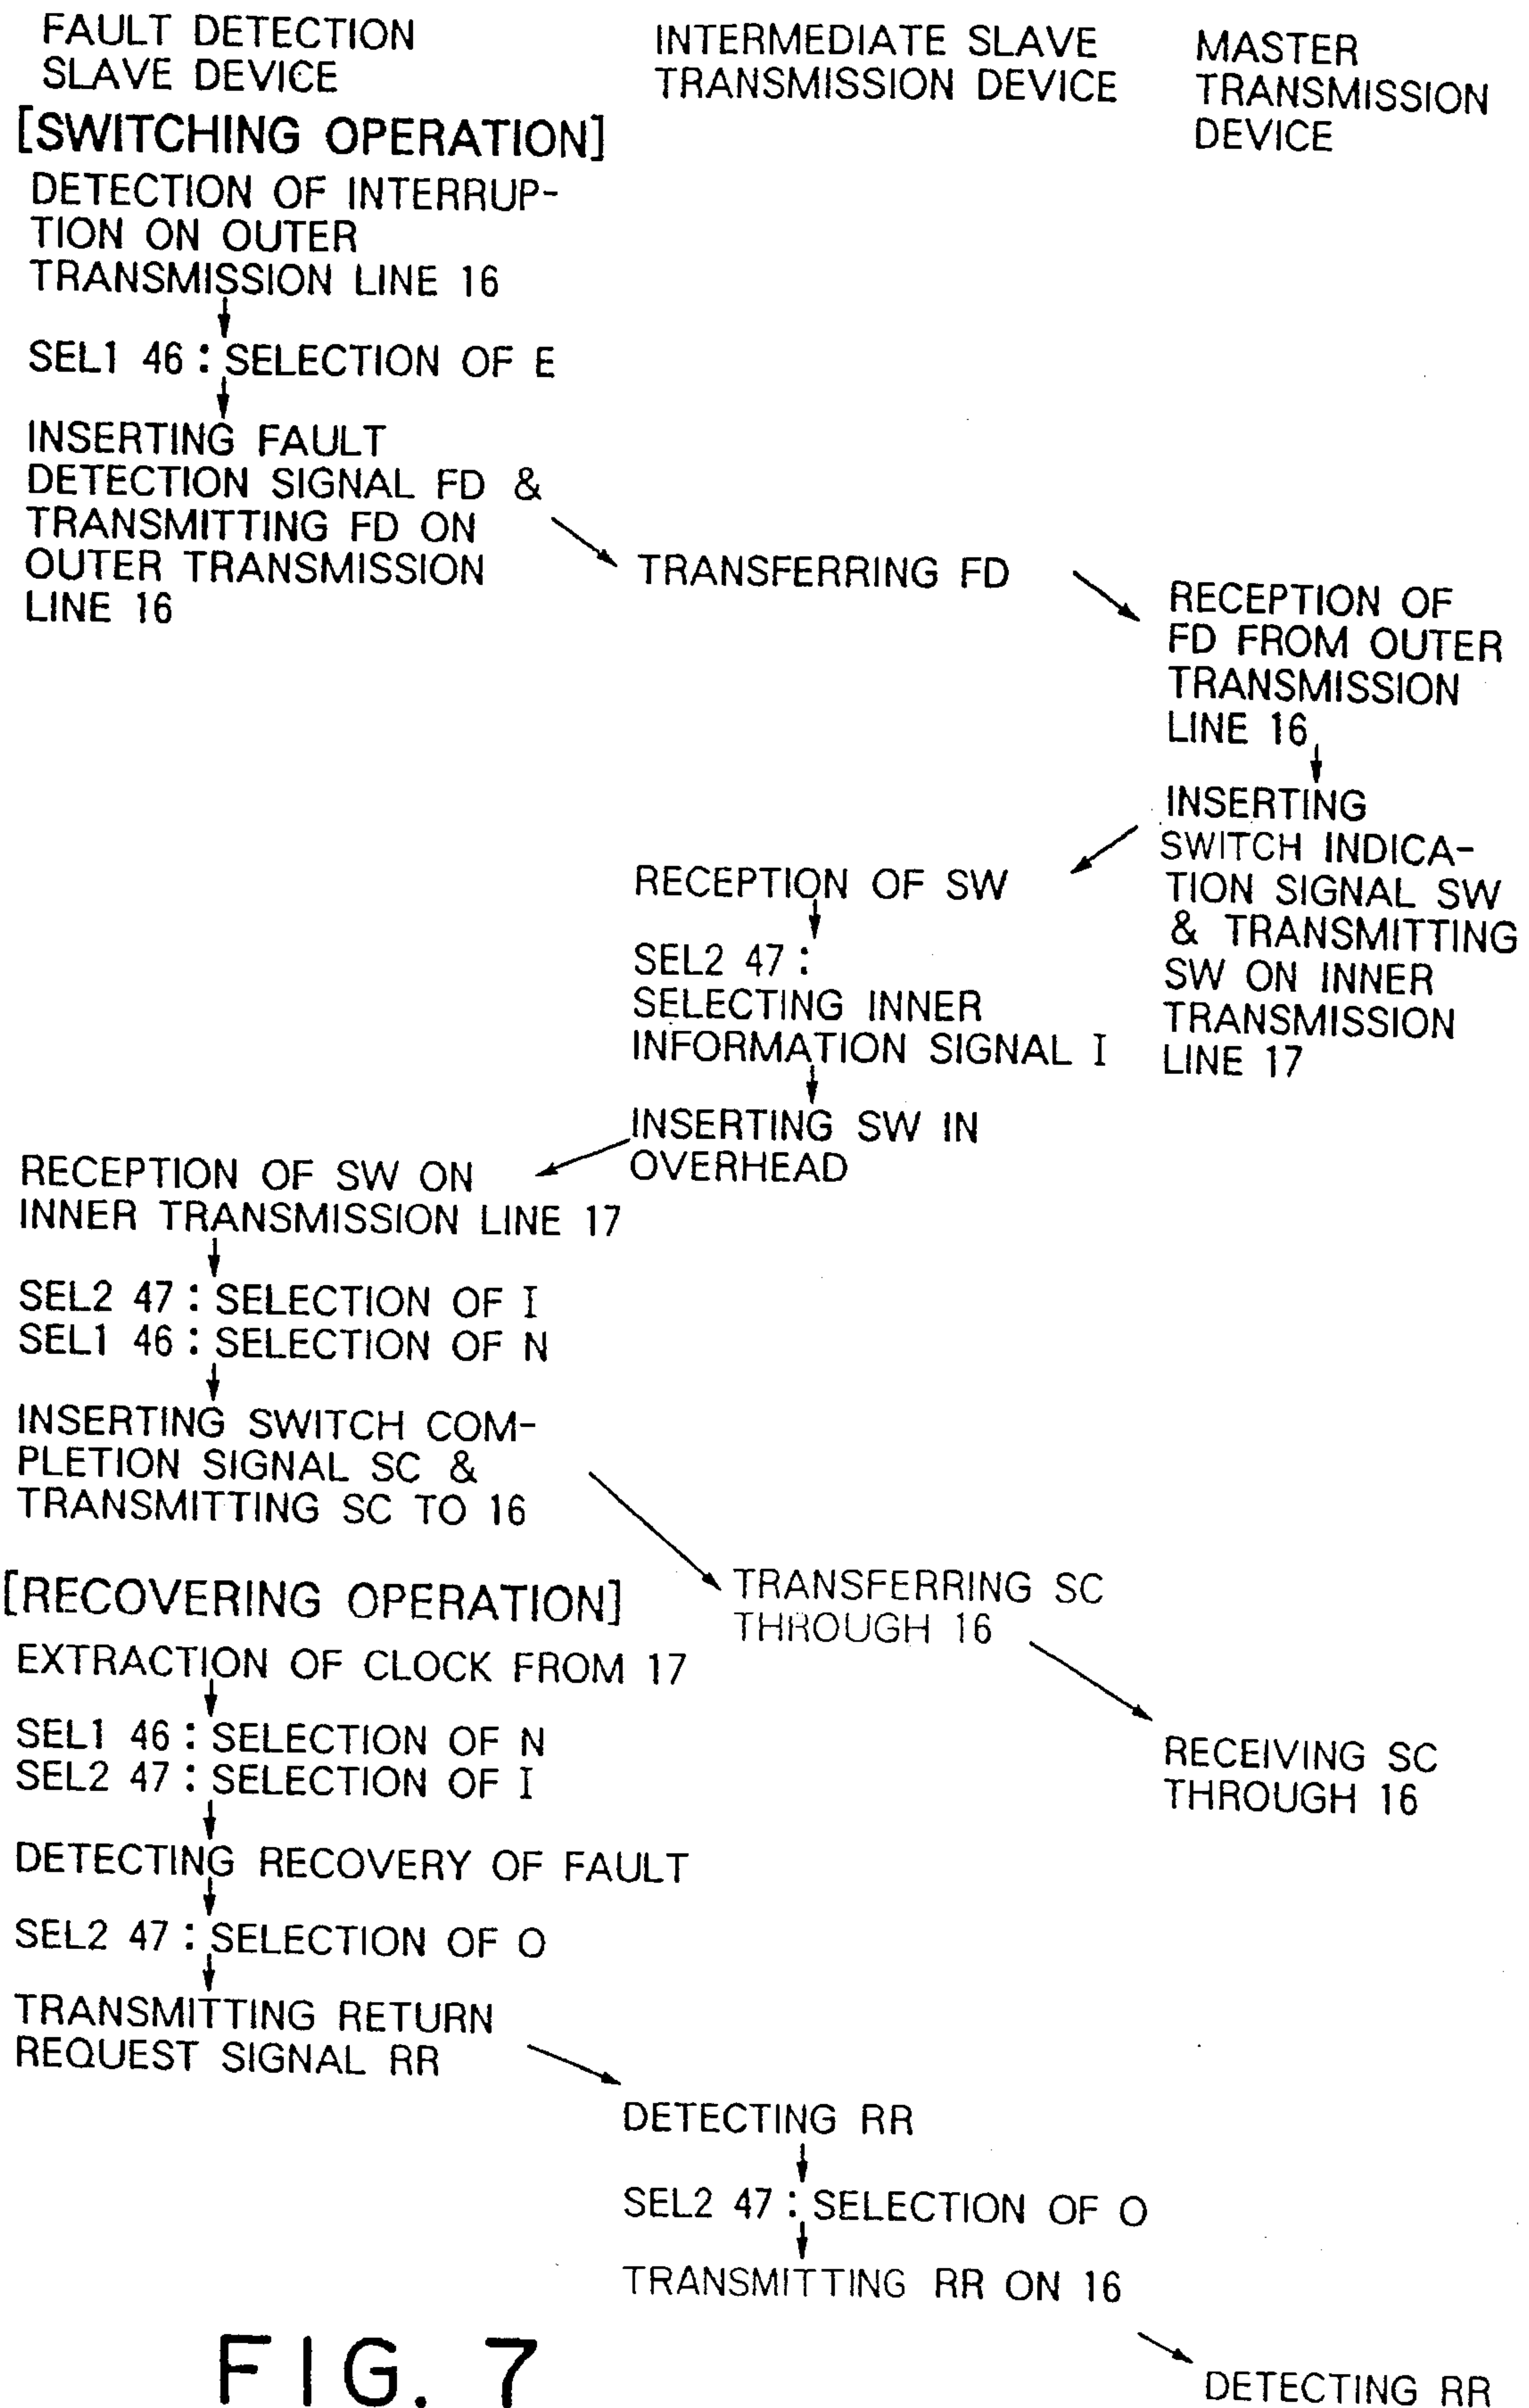 FAULT DETECTION
SLAVE DEVICE
INTERMEDIATE SLAVE
TRANSMISSION DEVICE
MASTER
TRANSMISSION
DEVICE
[SWITCHING OPERATION]
DETECTION OF INTERRUP-
TION ON OUTER
TRANSMISSION LINE 16
SEL1 46 : SELECTION OF E
INSERTING FAULT
DETECTION SIGNAL FD &
TRANSMITTING FD ON
OUTER TRANSMISSION
LINE 16
TRANSFERRING FD
RECEPTION OF
FD FROM OUTER
TRANSMISSION
LINE 16
INSERTING
SWITCH INDICA-
TION SIGNAL SW
& TRANSMITTING
SW ON INNER
TRANSMISSION
LINE 17
RECEPTION OF SW
SEL2 47 :
SELECTING INNER
INFORMATION SIGNAL I
INSERTING SW IN
OVERHEAD
RECEPTION OF SW ON
INNER TRANSMISSION LINE 17
SEL2 47 : SELECTION OF I
SEL1 46 : SELECTION OF N
INSERTING SWITCH COM-
PLETION SIGNAL SC &
TRANSMITTING SC TO 16
TRANSFERRING SC
THROUGH 16
RECEIVING SC
THROUGH 16
[RECOVERING OPERATION]
EXTRACTION OF CLOCK FROM 17
SEL1 46 : SELECTION OF N
SEL2 47 : SELECTION OF I
DETECTING RECOVERY OF FAULT
SEL2 47 : SELECTION OF O
TRANSMITTING RETURN
REQUEST SIGNAL RR
DETECTING RR
SEL2 47 : SELECTION OF O
TRANSMITTING RR ON 16
DETECTING RR
FIG. 7